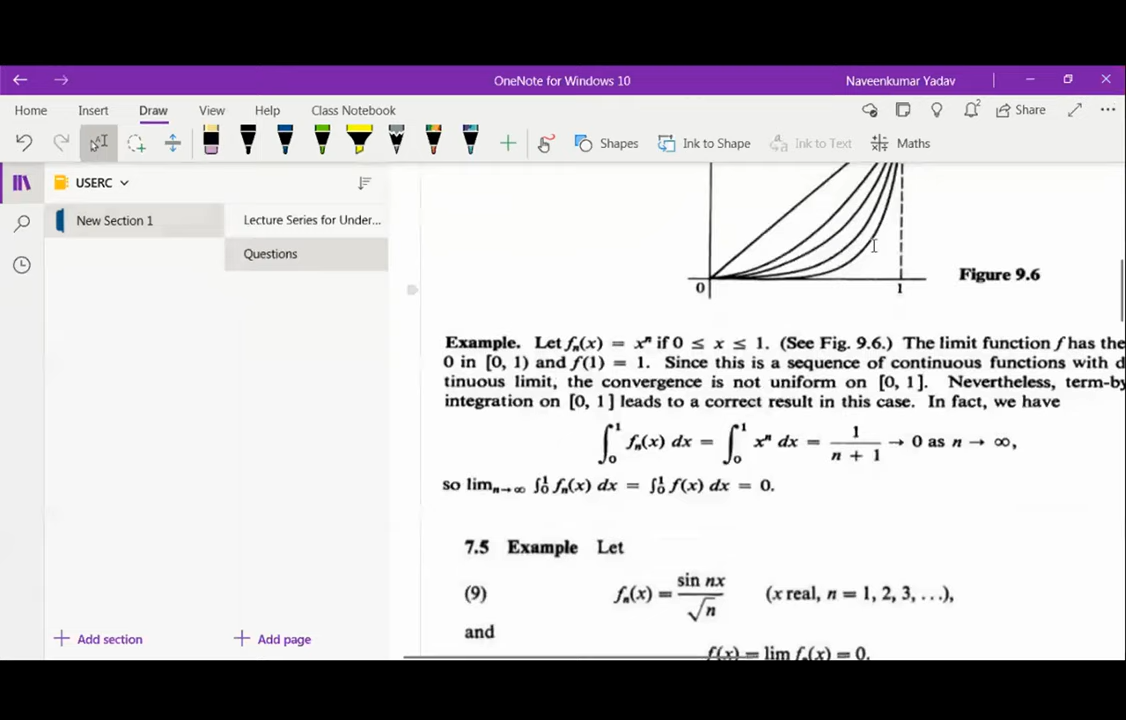 OneNote for Windows 10
Naveenkumar Yadav
Home Insert Draw View Help Class Notebook
Share
Shapes
Ink to Shape
Ink to Text
Maths
USERC
New Section 1
Lecture Series for Under...
Questions
0 1
Figure 9.6
Example. Let fₙ(x) = xⁿ if 0 ≤ x ≤ 1. (See Fig. 9.6.) The limit function f has the
0 in [0, 1) and f(1) = 1. Since this is a sequence of continuous functions with d
tinuous limit, the convergence is not uniform on [0, 1]. Nevertheless, term-by
integration on [0, 1] leads to a correct result in this case. In fact, we have
∫₀¹ fₙ(x) dx = ∫₀¹ xⁿ dx = 1/(n + 1) → 0 as n → ∞,
so limₙ→∞ ∫₀¹ fₙ(x) dx = ∫₀¹ f(x) dx = 0.
7.5 Example Let
(9) fₙ(x) = sin nx/√n (x real, n = 1, 2, 3, . . .),
and
f(x) = lim fₙ(x) = 0.
+ Add section
+ Add page